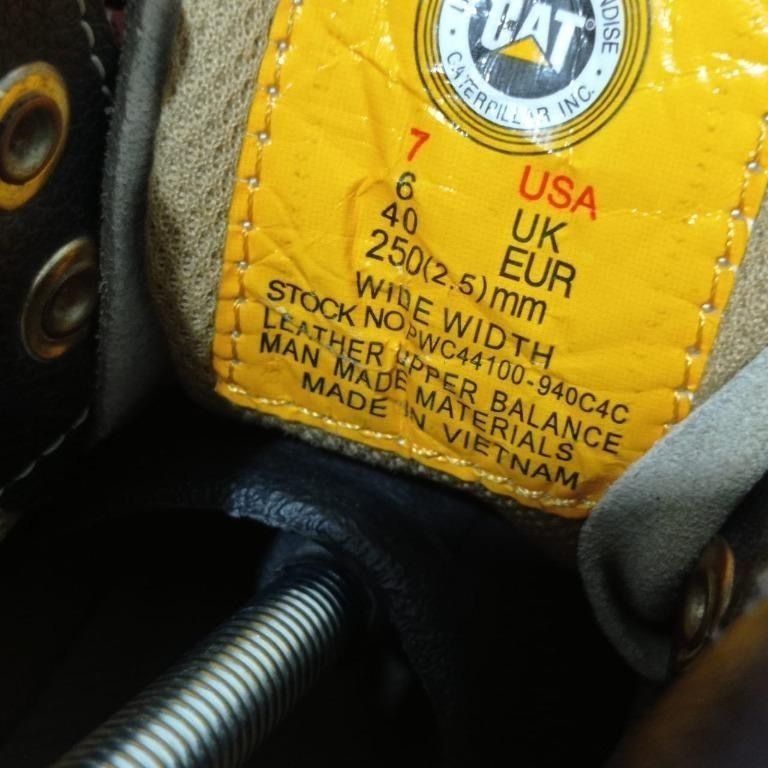 CAT®
CATERPILLAR INC.
7 USA
6 UK
40 EUR
250(2.5)mm
WIDE WIDTH
STOCK NO PWC44100-940C4C
LEATHER UPPER BALANCE
MAN MADE MATERIALS
MADE IN VIETNAM